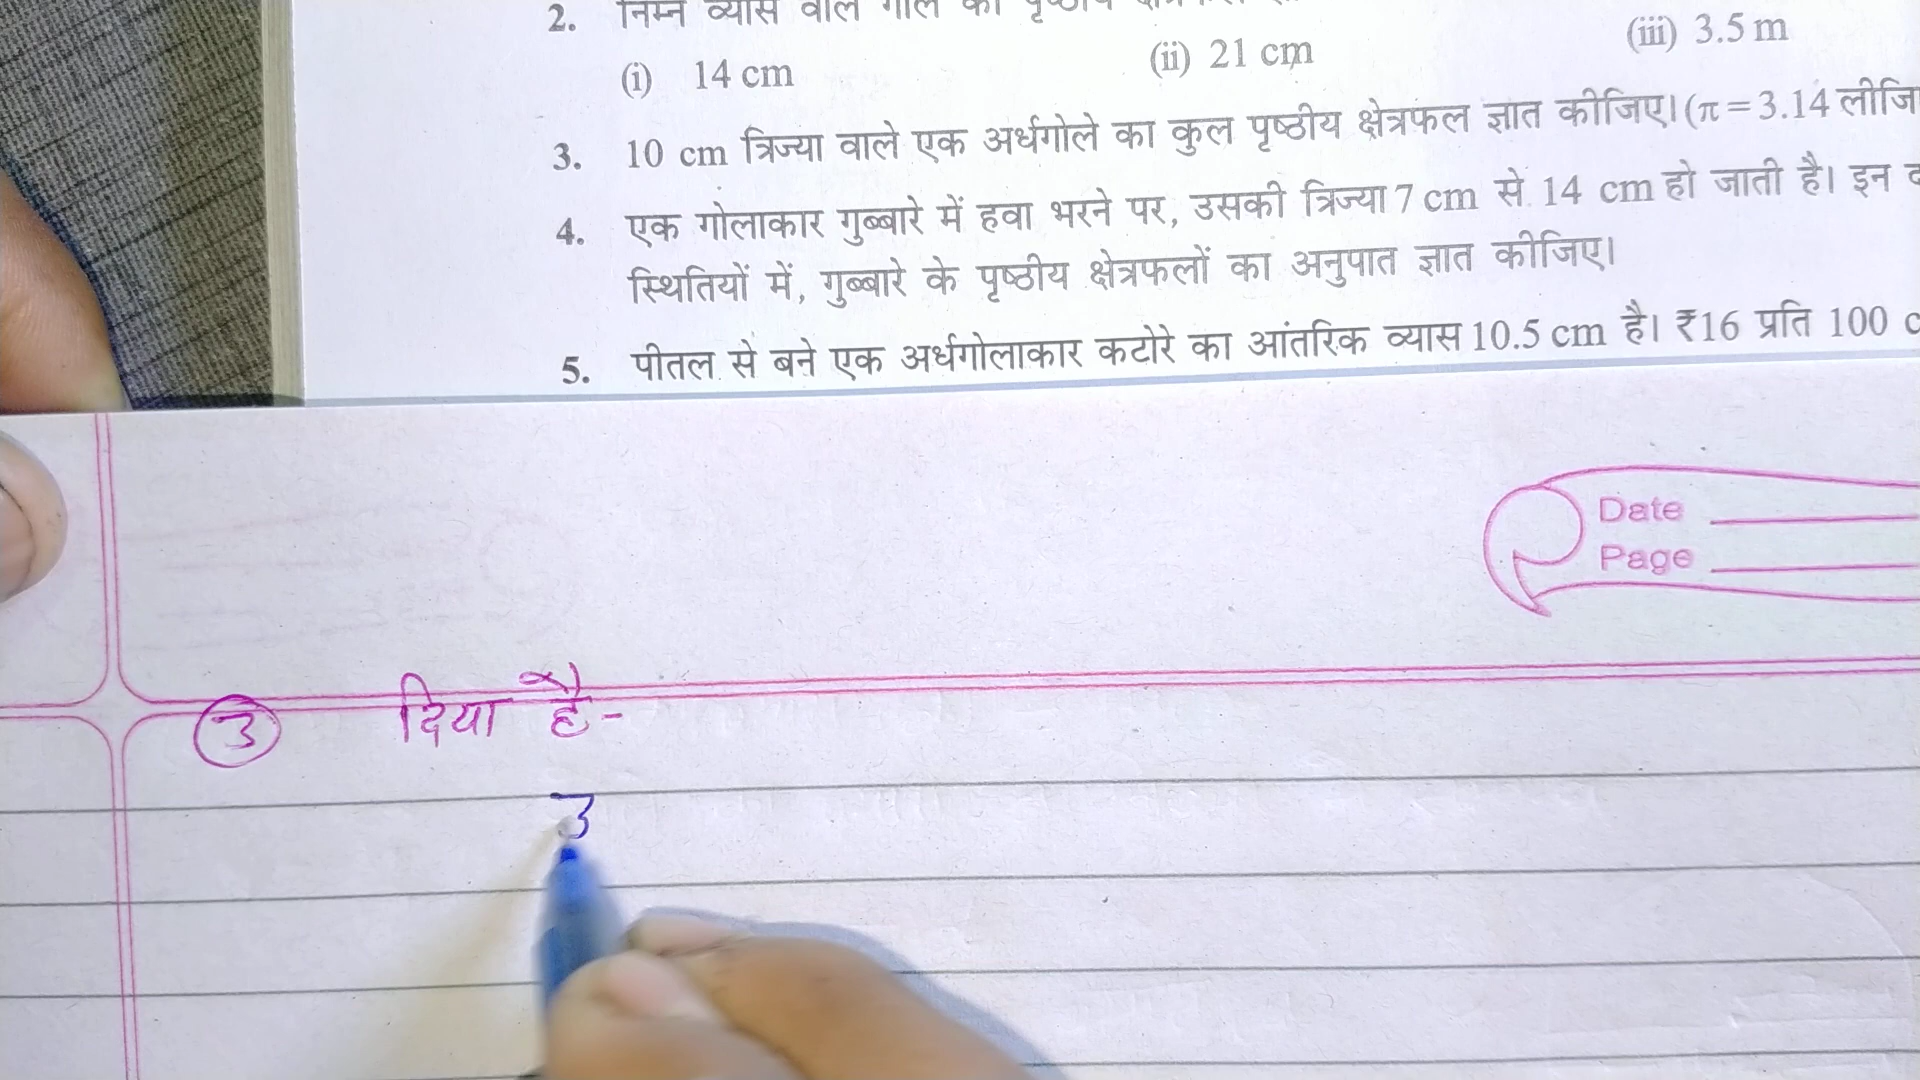 2. निम्न व्यास वाले गोले का पृष्ठीय
(i) 14 cm (ii) 21 cm (iii) 3.5 m
3. 10 cm त्रिज्या वाले एक अर्धगोले का कुल पृष्ठीय क्षेत्रफल ज्ञात कीजिए। (π = 3.14
4. एक गोलाकार गुब्बारे में हवा भरने पर, उसकी त्रिज्या 7 cm से 14 cm हो जाती है। इन
स्थितियों में, गुब्बारे के पृष्ठीय क्षेत्रफलों का अनुपात ज्ञात कीजिए।
5. पीतल से बने एक अर्धगोलाकार कटोरे का आंतरिक व्यास 10.5 cm है। ₹16 प्रति 100
Date
Page
3 दिया है -